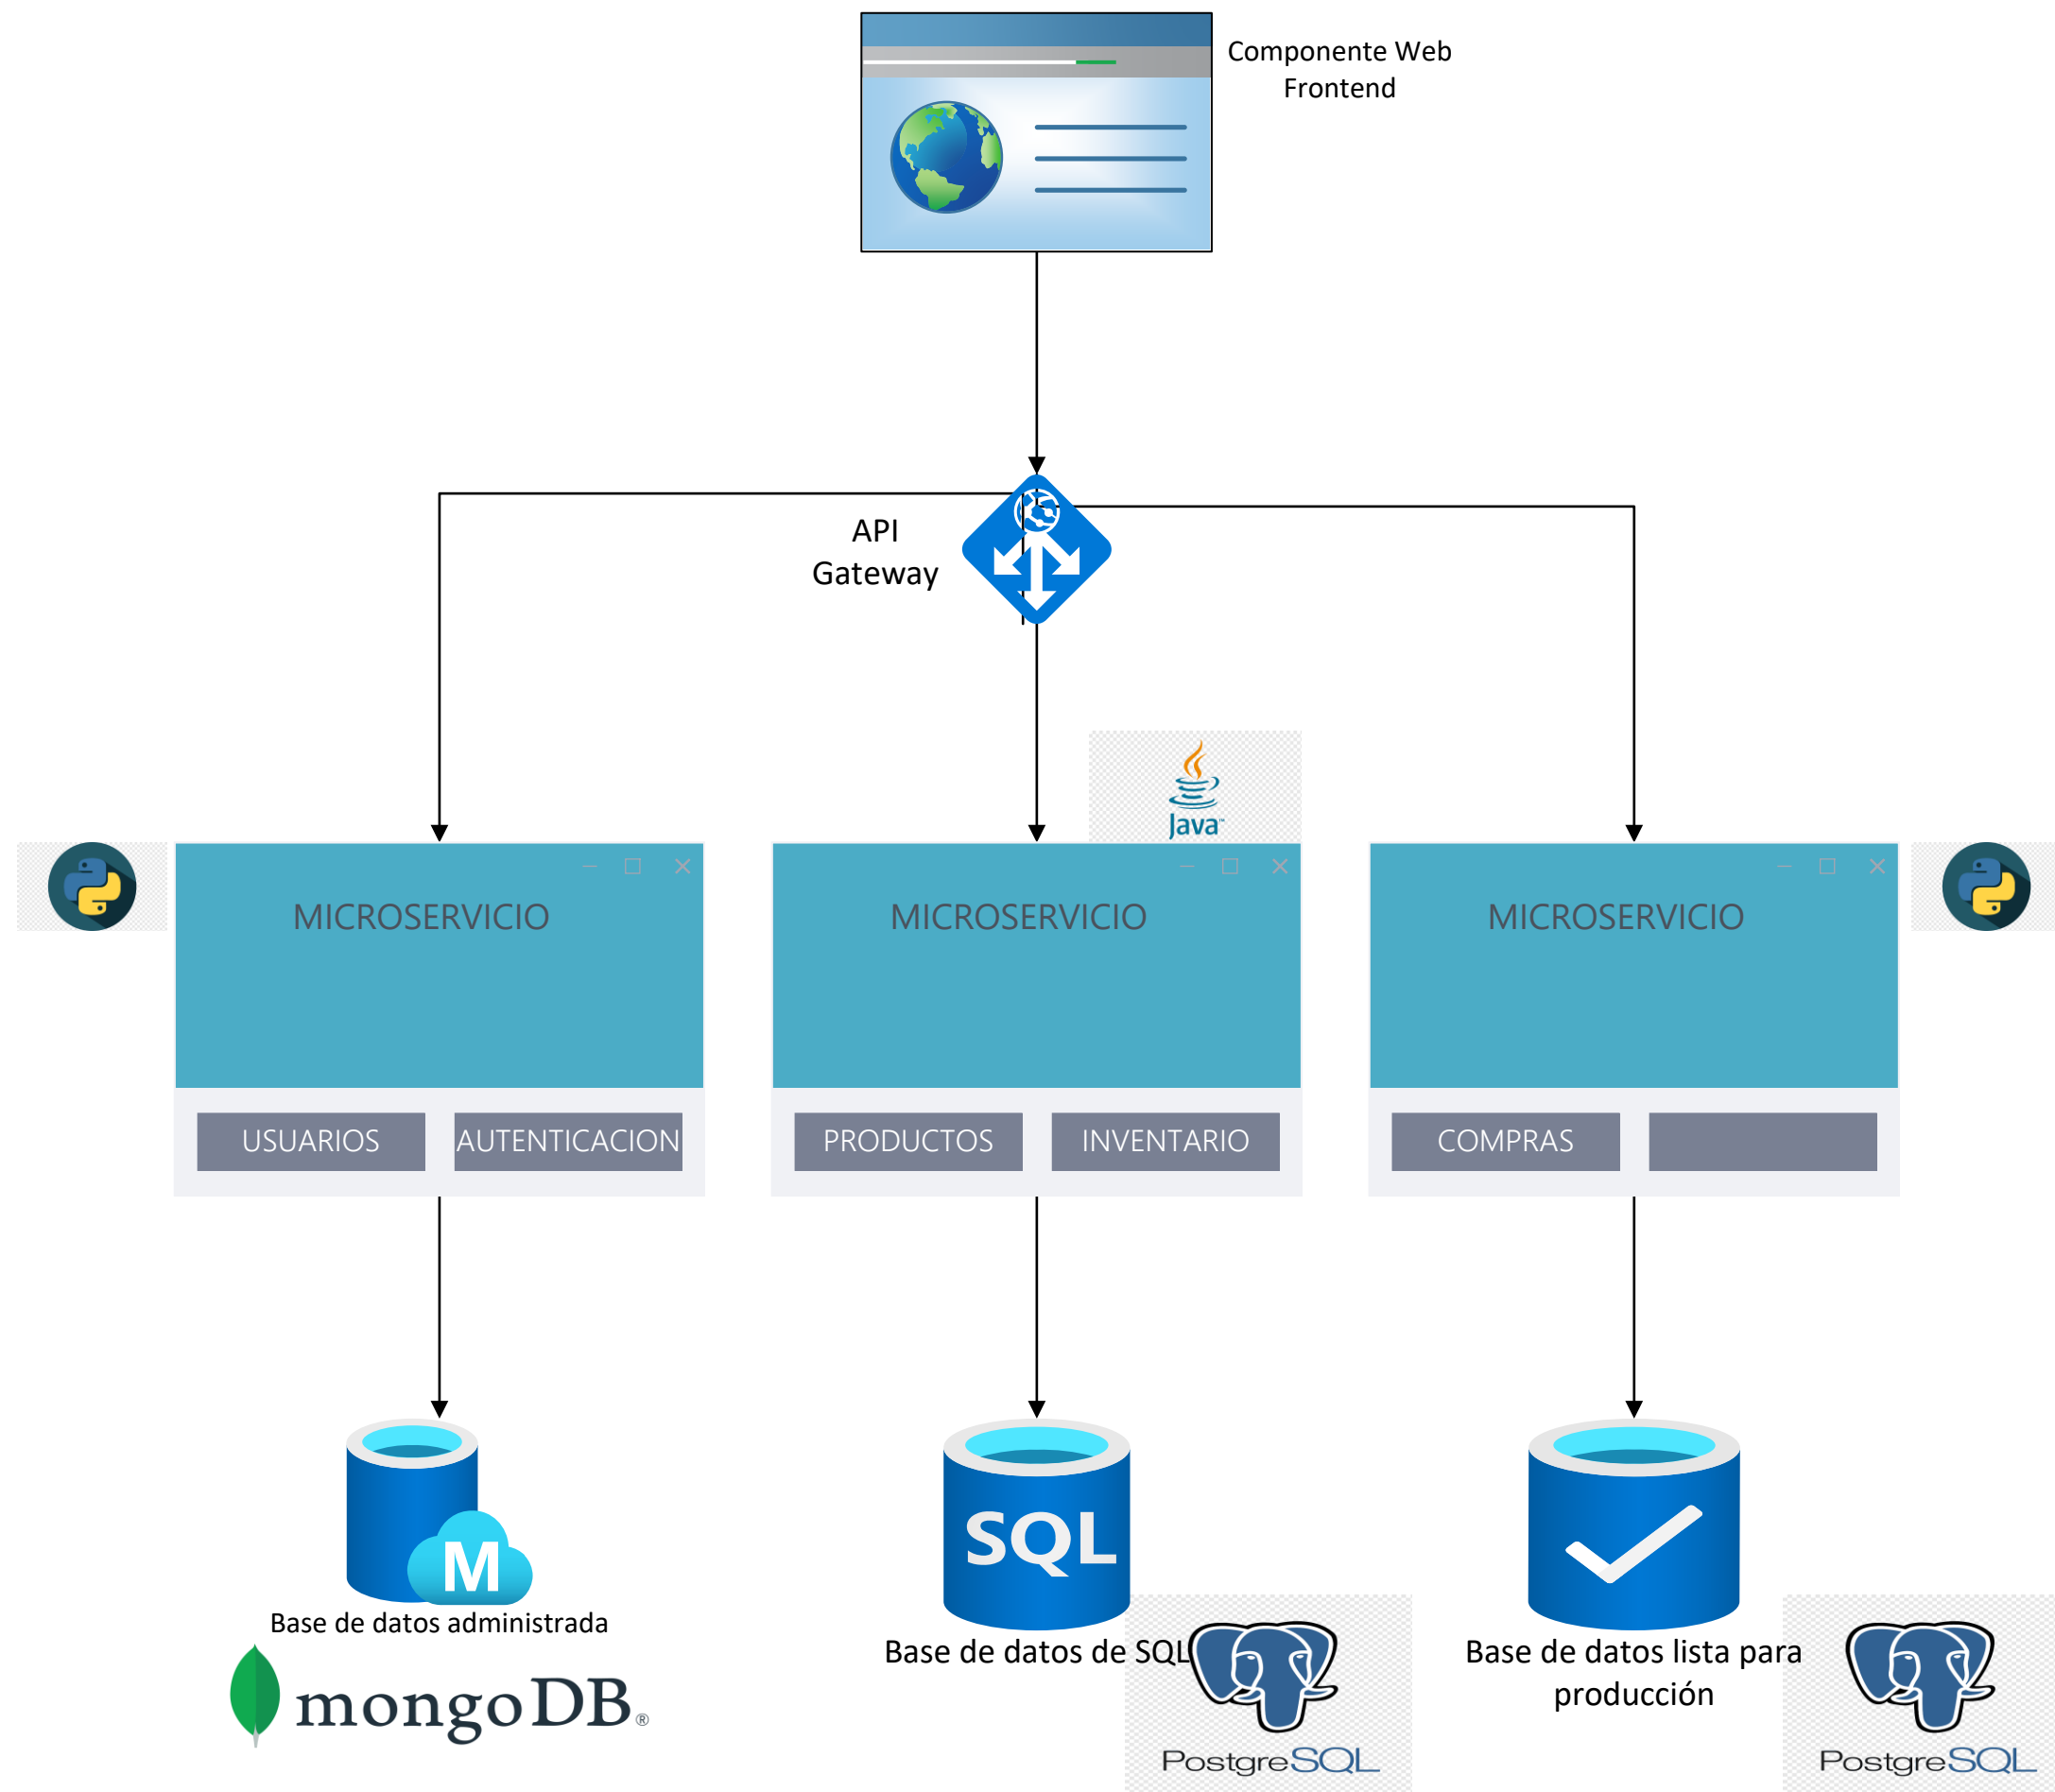 Componente Web
Frontend
API
Gateway
Java™
MICROSERVICIO
MICROSERVICIO
MICROSERVICIO
USUARIOS
AUTENTICACION
PRODUCTOS
INVENTARIO
COMPRAS
SQL
M
Base de datos administrada
Base de datos de SQL
Base de datos lista para
producción
mongoDB®
PostgreSQL
PostgreSQL